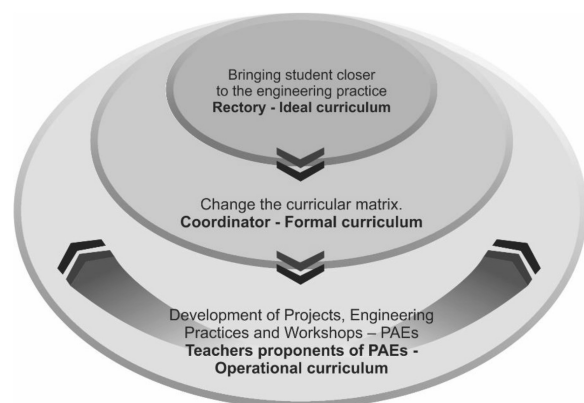 Bringing student closer
to the engineering practice
Rectory - Ideal curriculum
Change the curricular matrix.
Coordinator - Formal curriculum
Development of Projects, Engineering
Practices and Workshops – PAEs
Teachers proponents of PAEs -
Operational curriculum